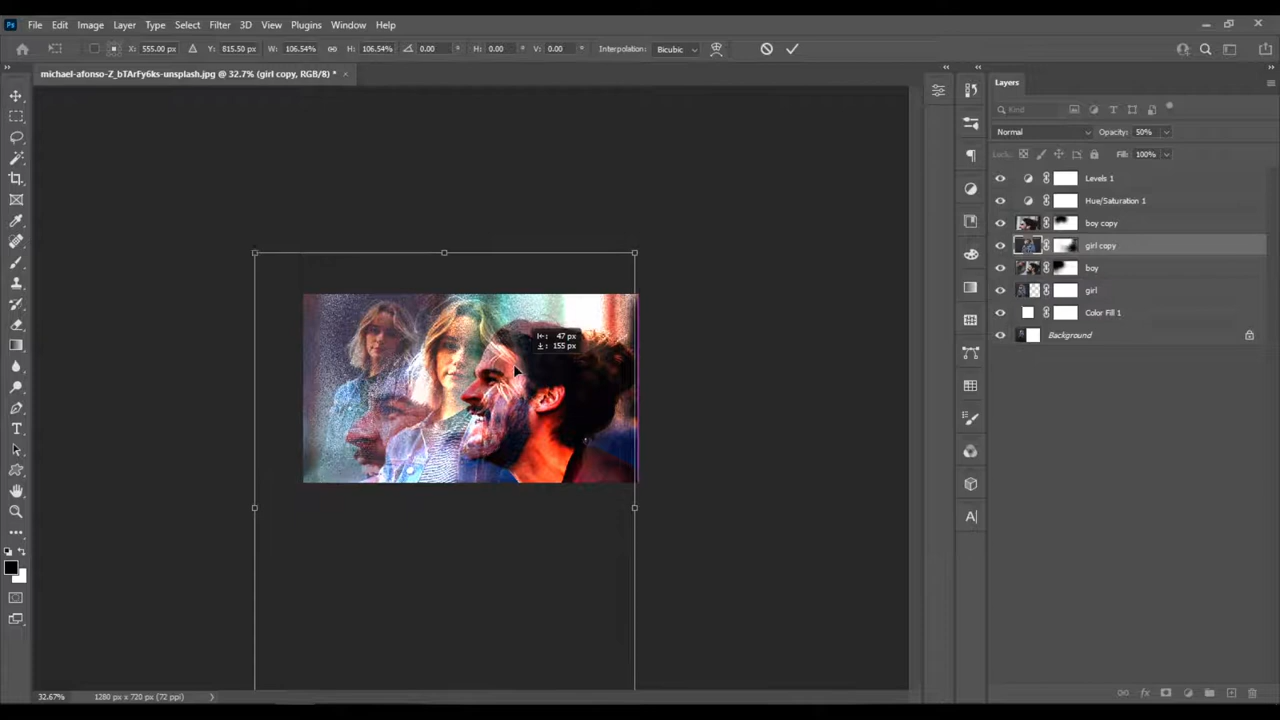 Ps File Edit Image Layer Type Select Filter 3D View Plugins Window Help
X: 555.00 px Y: 815.50 px W: 106.54% H: 106.54% 0.00 H: 0.00 V: 0.00 Interpolation: Bicubic
michael-afonso-Z_bTArFy6ks-unsplash.jpg @ 32.7% (girl copy, RGB/8) * ×
Layers
Kind
Normal Opacity: 50%
Lock: Fill: 100%
Levels 1
Hue/Saturation 1
boy copy
girl copy
boy
girl
Color Fill 1
Background
47 px
155 px
32.67% 1280 px x 720 px (72 ppi)